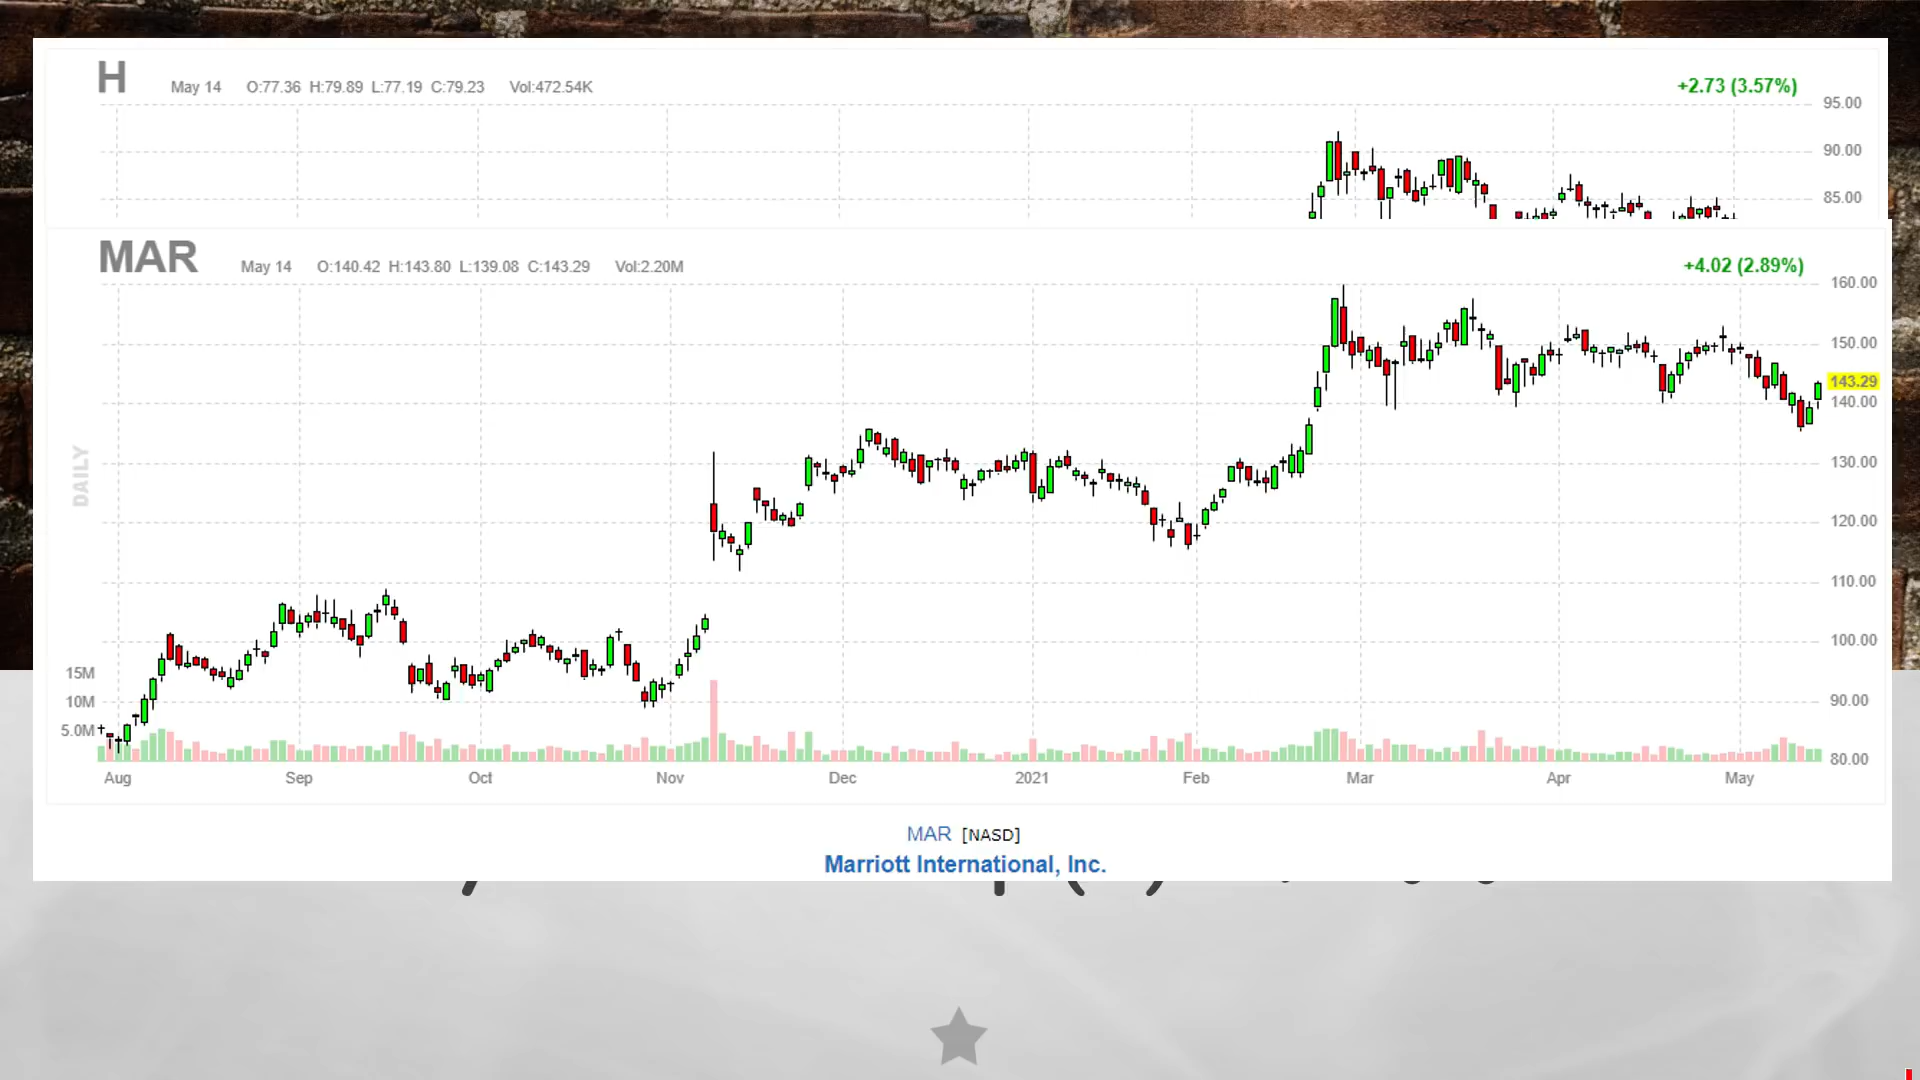 H May 14 O:77.36 H:79.89 L:77.19 C:79.23 Vol:472.54K +2.73 (3.57%)
95.00
90.00
85.00
MAR May 14 O:140.42 H:143.80 L:139.08 C:143.29 Vol:2.20M +4.02 (2.89%)
160.00
150.00
143.29
140.00
DAILY
130.00
120.00
110.00
100.00
15M
10M 90.00
5.0M
80.00
Aug Sep Oct Nov Dec 2021 Feb Mar Apr May
MAR [NASD]
Marriott International, Inc.